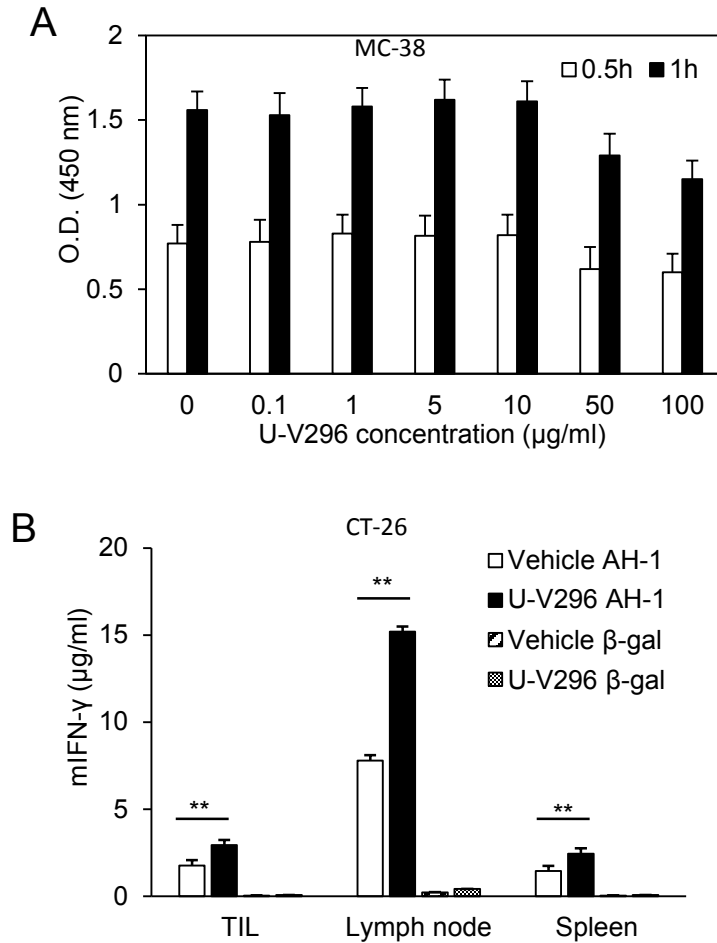 A
MC-38
0.5h 1h
2
1.5
1
0.5
0
O.D. (450 nm)
0 0.1 1 5 10 50 100
U-V296 concentration (µg/ml)
B
CT-26
20
15
10
5
0
mIFN-γ (µg/ml)
Vehicle AH-1
U-V296 AH-1
Vehicle β-gal
U-V296 β-gal
**
**
**
TIL Lymph node Spleen